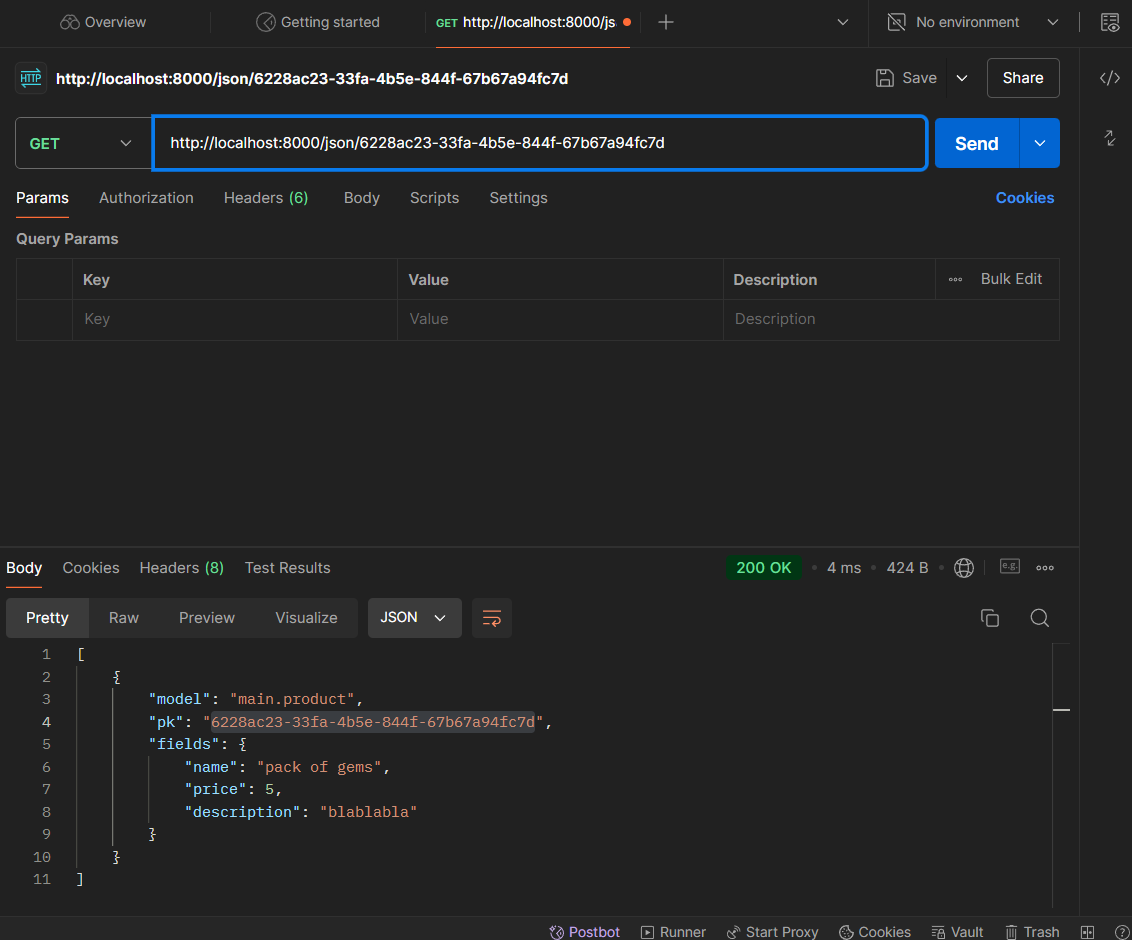 Overview Getting started GET http://localhost:8000/js No environment
HTTP http://localhost:8000/json/6228ac23-33fa-4b5e-844f-67b67a94fc7d Save Share
GET http://localhost:8000/json/6228ac23-33fa-4b5e-844f-67b67a94fc7d Send
Params Authorization Headers (6) Body Scripts Settings Cookies
Query Params
Key Value Description Bulk Edit
Key Value Description
Body Cookies Headers (8) Test Results 200 OK 4 ms 424 B e.g.
Pretty Raw Preview Visualize JSON
1 [
2 {
3 "model": "main.product",
4 "pk": "6228ac23-33fa-4b5e-844f-67b67a94fc7d",
5 "fields": {
6 "name": "pack of gems",
7 "price": 5,
8 "description": "blablabla"
9 }
10 }
11 ]
Postbot Runner Start Proxy Cookies Vault Trash